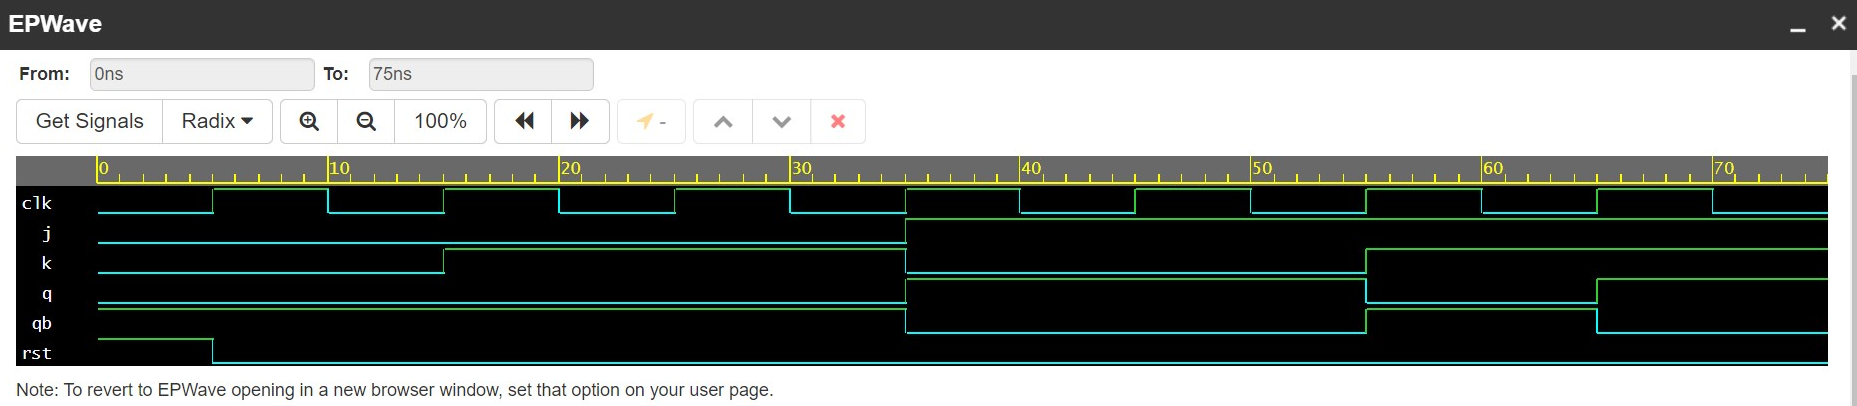 EPWave
From: 0ns To: 75ns
Get Signals Radix 100% -
0 10 20 30 40 50 60 70
clk
j
k
q
qb
rst
Note: To revert to EPWave opening in a new browser window, set that option on your user page.